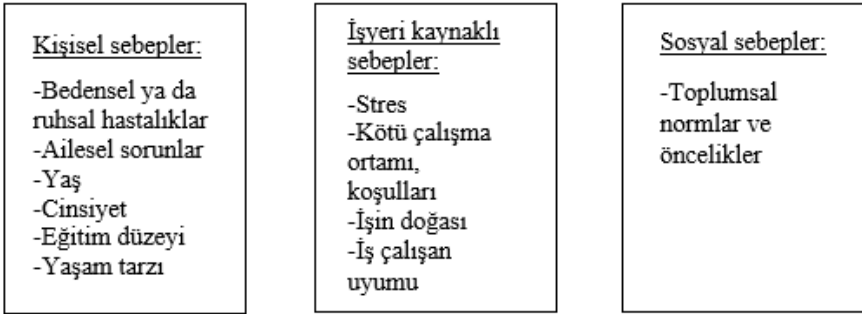 Kişisel sebepler:
-Bedensel ya da
ruhsal hastalıklar
-Ailesel sorunlar
-Yaş
-Cinsiyet
-Eğitim düzeyi
-Yaşam tarzı
İşyeri kaynaklı
sebepler:
-Stres
-Kötü çalışma
ortamı,
koşulları
-İşin doğası
-İş çalışan
uyumu
Sosyal sebepler:
-Toplumsal
normlar ve
öncelikler